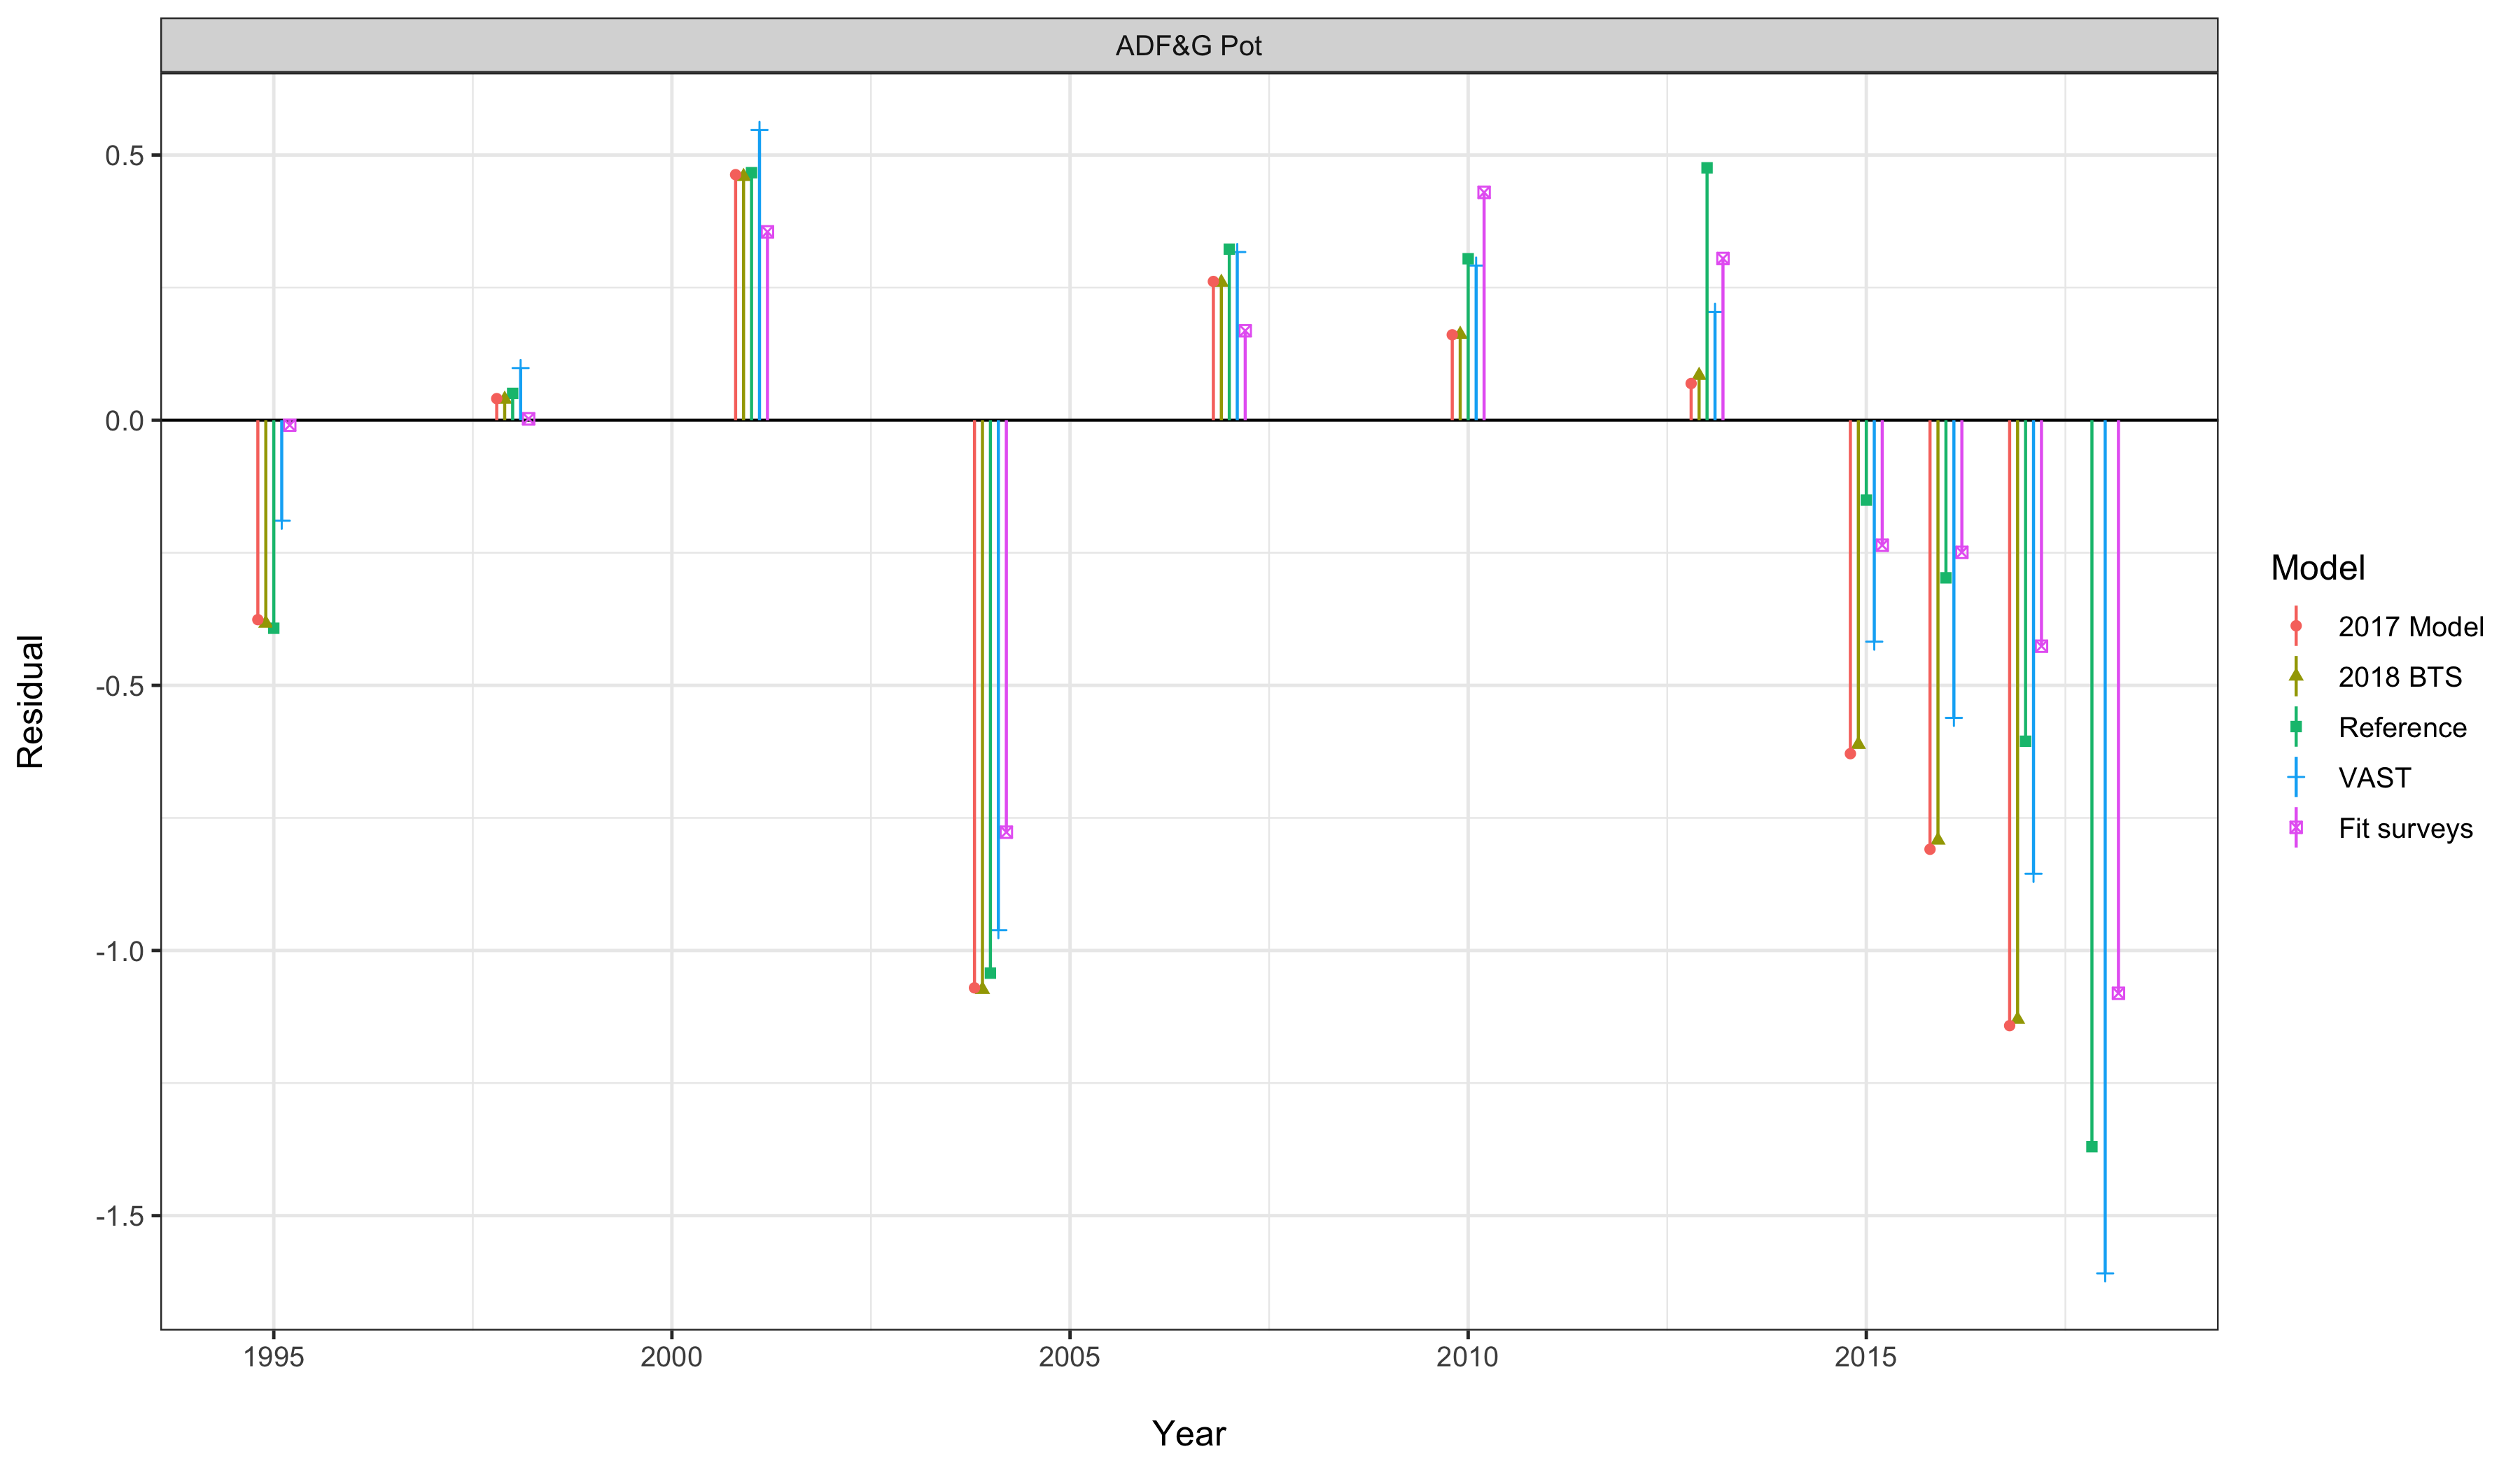 ADF&G Pot
0.5
0.0
-0.5
-1.0
-1.5
Residual
1995 2000 2005 2010 2015
Year
Model
2017 Model
2018 BTS
Reference
VAST
Fit surveys